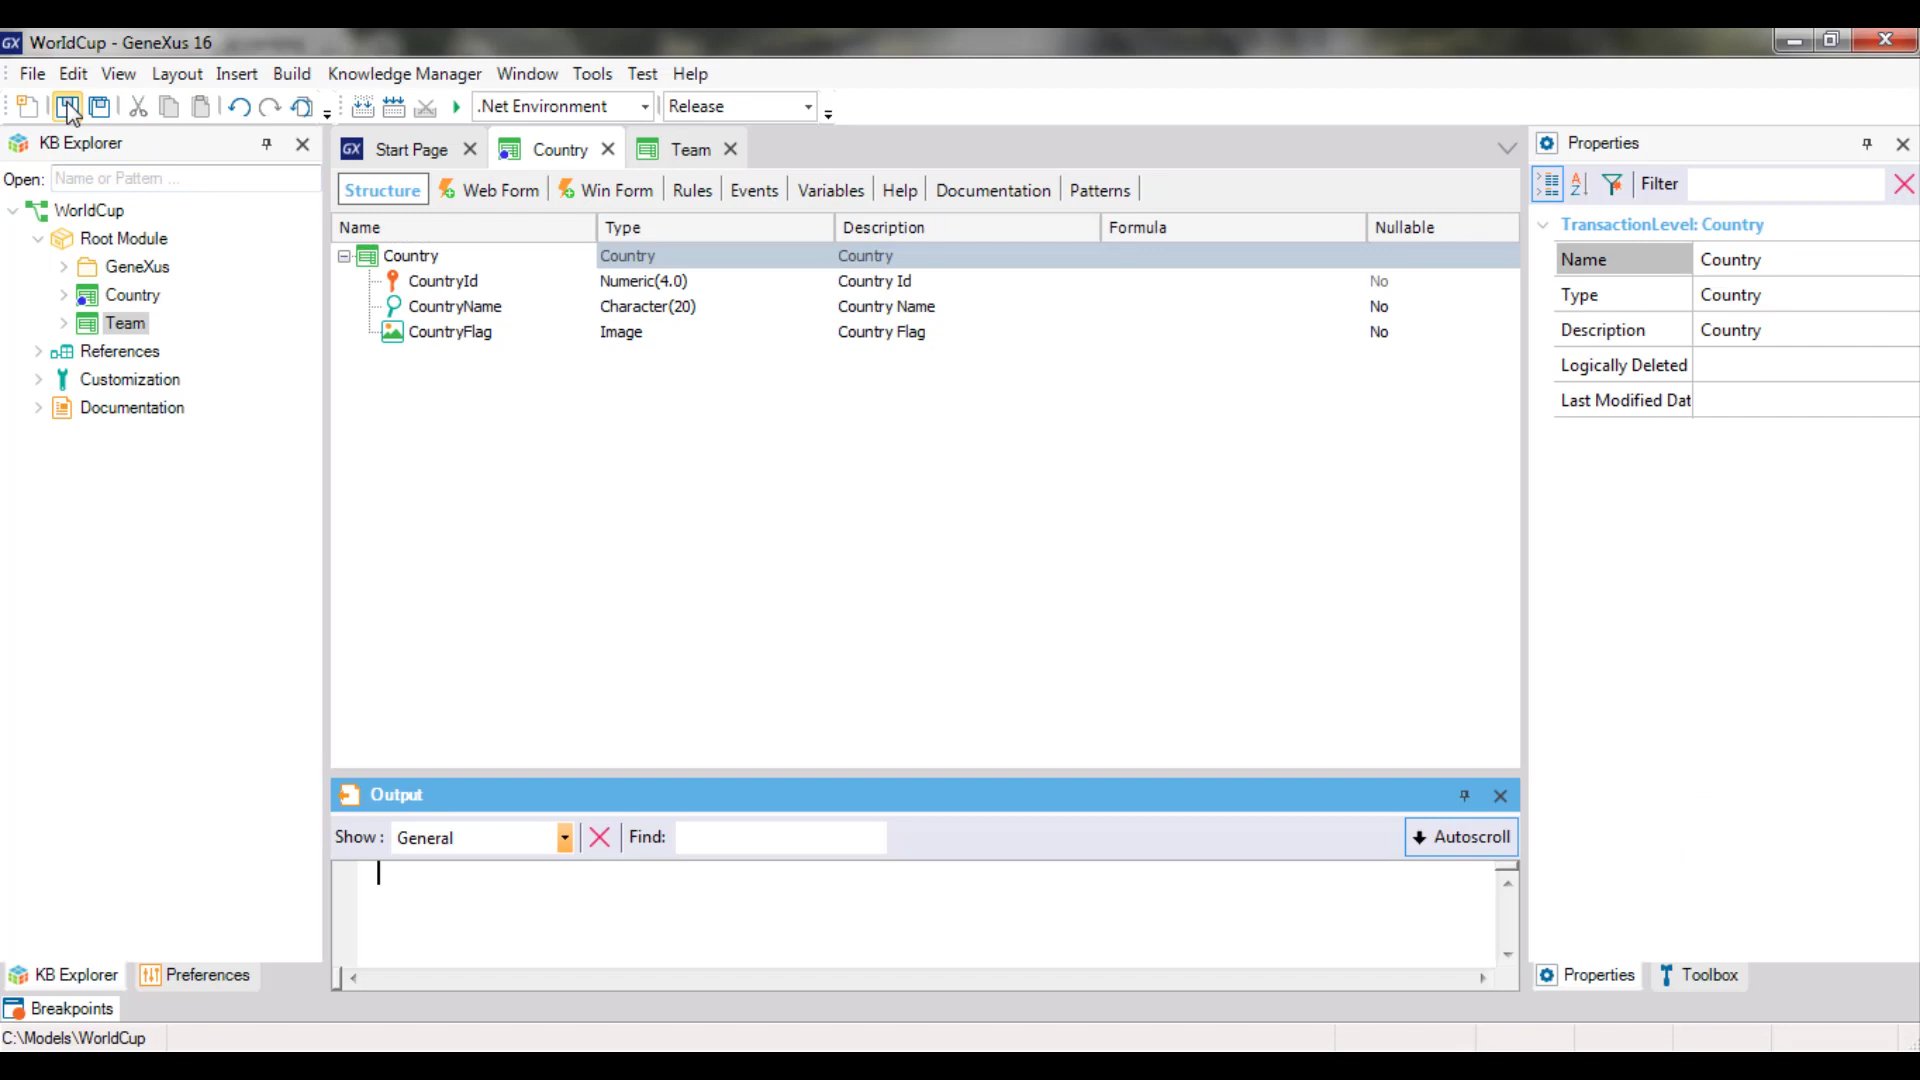 GX WorldCup - GeneXus 16
File Edit View Layout Insert Build Knowledge Manager Window Tools Test Help
.Net Environment Release
KB Explorer
Open: Name or Pattern ...
WorldCup
Root Module
GeneXus
Country
Team
References
Customization
Documentation
KB Explorer Preferences
GX Start Page Country Team
Structure Web Form Win Form Rules Events Variables Help Documentation Patterns
Name Type Description Formula Nullable
Country Country Country
CountryId Numeric(4.0) Country Id No
CountryName Character(20) Country Name No
CountryFlag Image Country Flag No
Output
Show : General Find: Autoscroll
Properties
Filter
TransactionLevel: Country
Name Country
Type Country
Description Country
Logically Deleted
Last Modified Dat
Properties Toolbox
Breakpoints
C:\Models\WorldCup